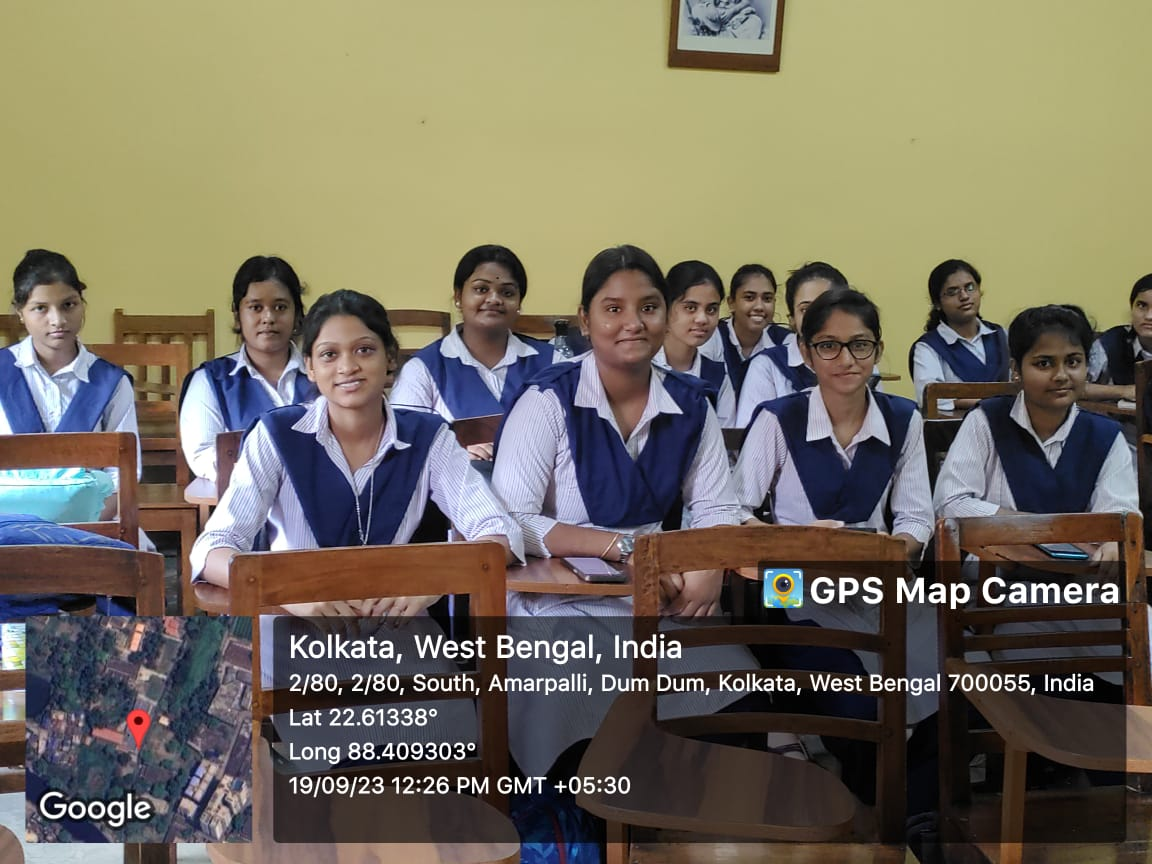 GPS Map Camera
Kolkata, West Bengal, India
2/80, 2/80, South, Amarpalli, Dum Dum, Kolkata, West Bengal 700055, India
Lat 22.61338°
Long 88.409303°
19/09/23 12:26 PM GMT +05:30
Google